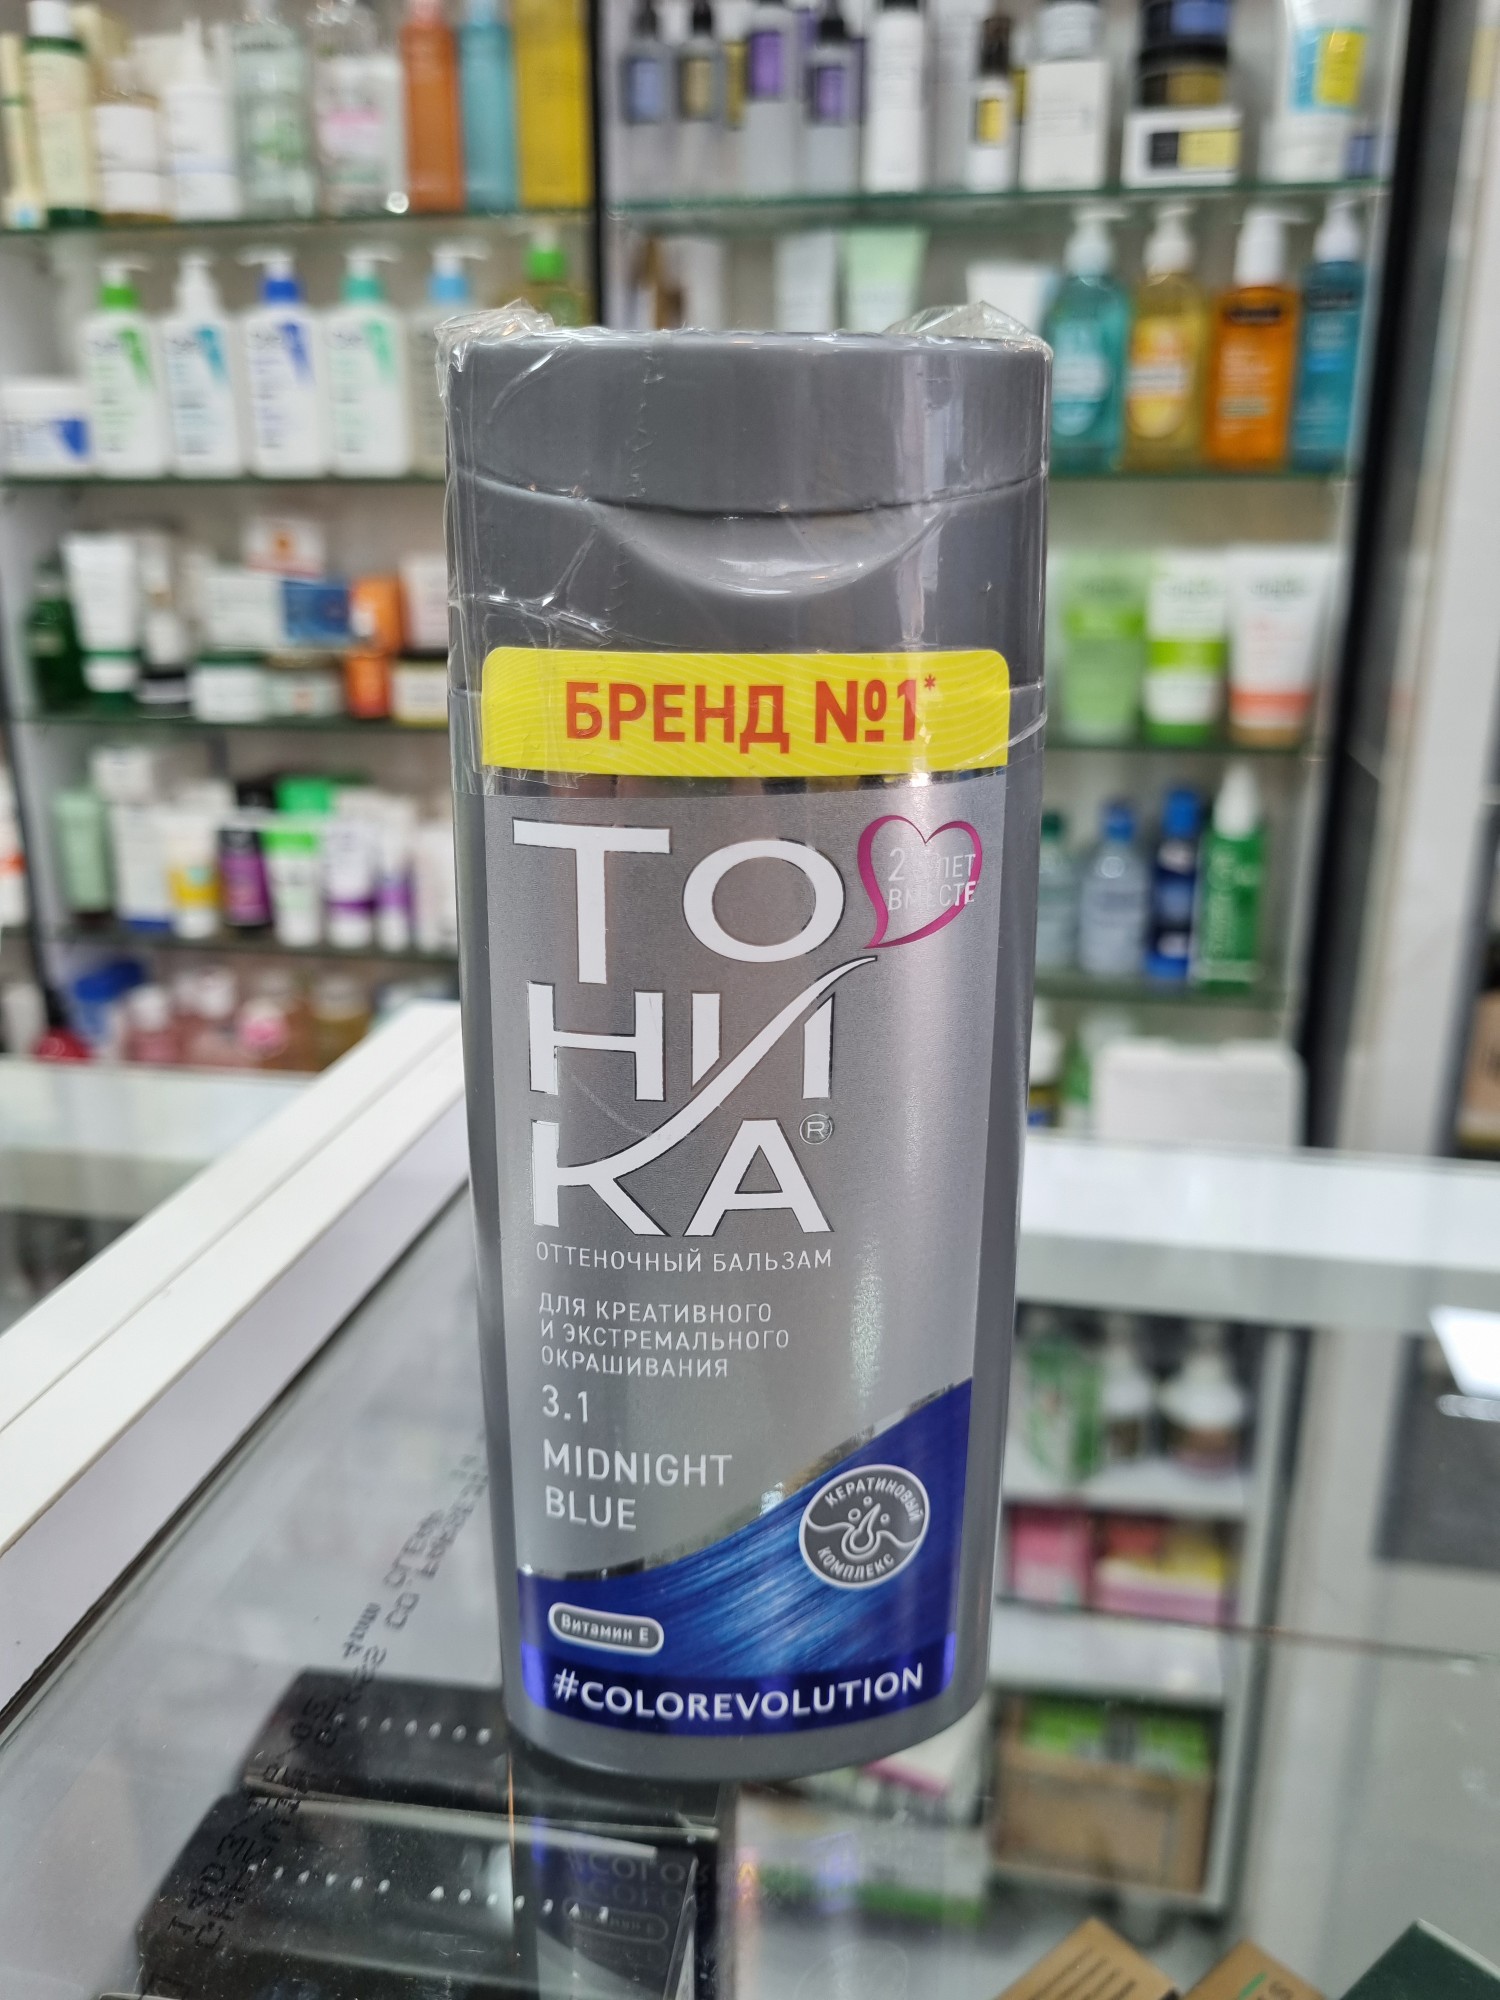 БРЕНД №1*
ТО
НИ
КА®
ЛЕТ
ВМЕСТЕ
ОТТЕНОЧНЫЙ БАЛЬЗАМ
ДЛЯ КРЕАТИВНОГО
И ЭКСТРЕМАЛЬНОГО
ОКРАШИВАНИЯ
3.1
MIDNIGHT
BLUE
КЕРАТИНОВЫЙ
КОМПЛЕКС
Витамин Е
#COLOREVOLUTION